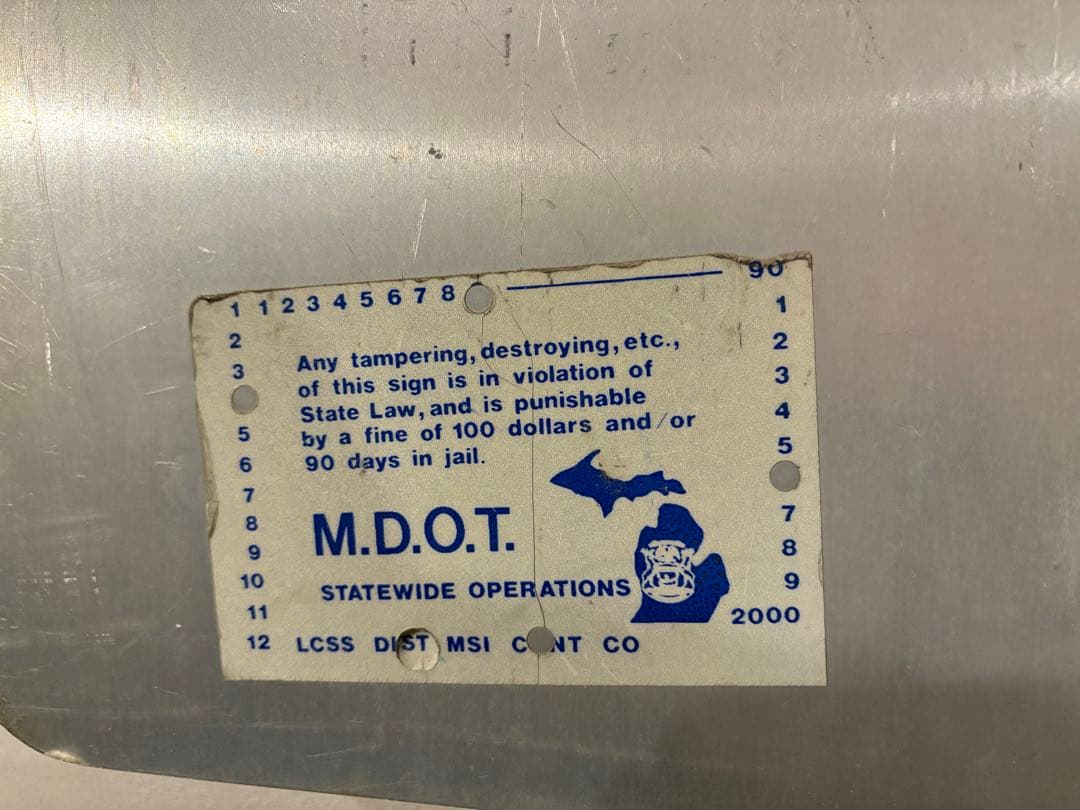 1 1 2 3 4 5 6 7 8 90
2 1
3 2
5 3
6 4
7 5
8 7
9 8
10 9
11 2000
12
Any tampering, destroying, etc.,
of this sign is in violation of
State Law, and is punishable
by a fine of 100 dollars and/or
90 days in jail.
M.D.O.T.
STATEWIDE OPERATIONS
LCSS DIST MSI CONT CO